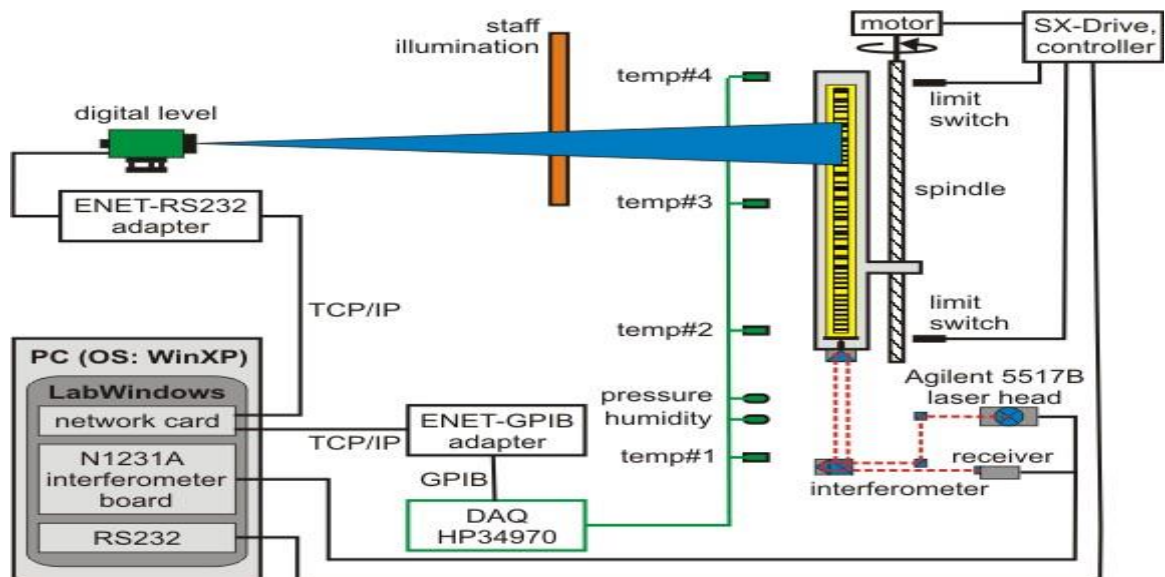 staff
illumination
motor
SX-Drive,
controller
temp#4
limit
switch
digital level
ENET-RS232
adapter
temp#3
spindle
TCP/IP
temp#2
limit
switch
PC (OS: WinXP)
LabWindows
network card
N1231A
interferometer
board
RS232
TCP/IP
ENET-GPIB
adapter
GPIB
DAQ
HP34970
pressure
humidity
temp#1
Agilent 5517B
laser head
receiver
interferometer